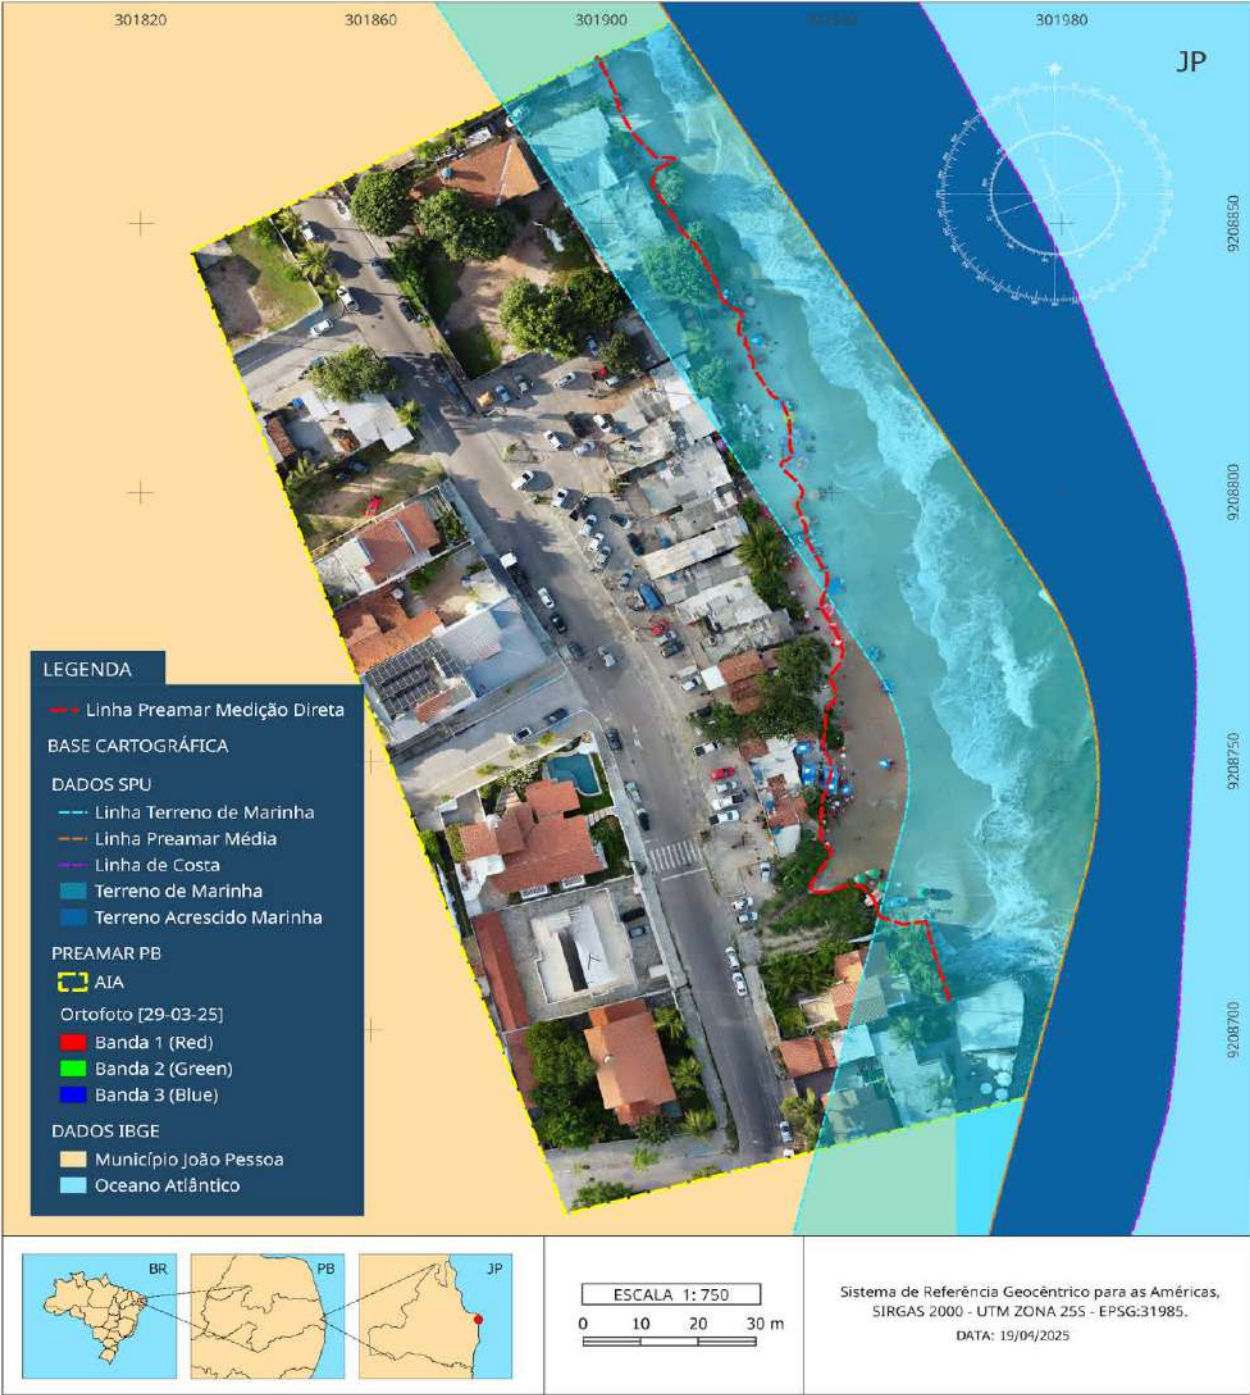 301820
301860
301900
301940
301980
JP
9208850
9208800
9208750
9208700
LEGENDA
Linha Preamar Medição Direta
BASE CARTOGRÁFICA
DADOS SPU
Linha Terreno de Marinha
Linha Preamar Média
Linha de Costa
Terreno de Marinha
Terreno Acrescido Marinha
PREAMAR PB
AIA
Ortofoto [29-03-25]
Banda 1 (Red)
Banda 2 (Green)
Banda 3 (Blue)
DADOS IBGE
Município João Pessoa
Oceano Atlântico
BR
PB
JP
ESCALA 1: 750
0 10 20 30 m
Sistema de Referência Geocêntrico para as Américas,
SIRGAS 2000 - UTM ZONA 25S - EPSG:31985.
DATA: 19/04/2025